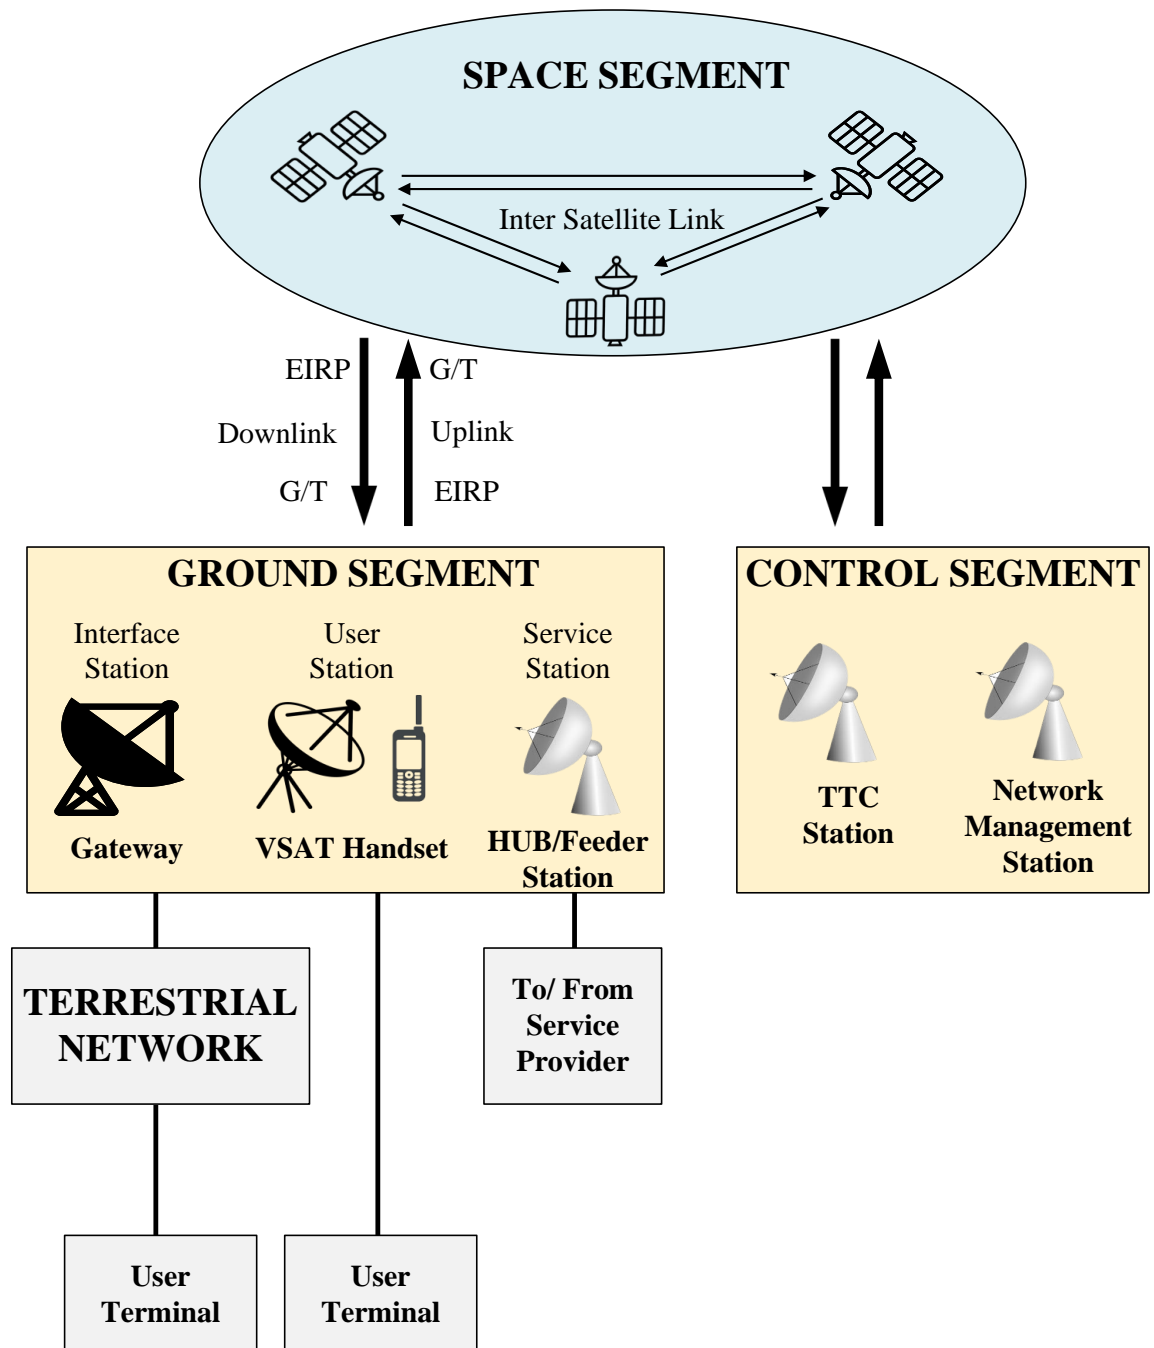 SPACE SEGMENT
Inter Satellite Link
EIRP
G/T
Downlink
Uplink
G/T
EIRP
GROUND SEGMENT
Interface
Station
User
Station
Service
Station
Gateway
VSAT Handset
HUB/Feeder
Station
CONTROL SEGMENT
TTC
Station
Network
Management
Station
TERRESTRIAL
NETWORK
To/ From
Service
Provider
User
Terminal
User
Terminal